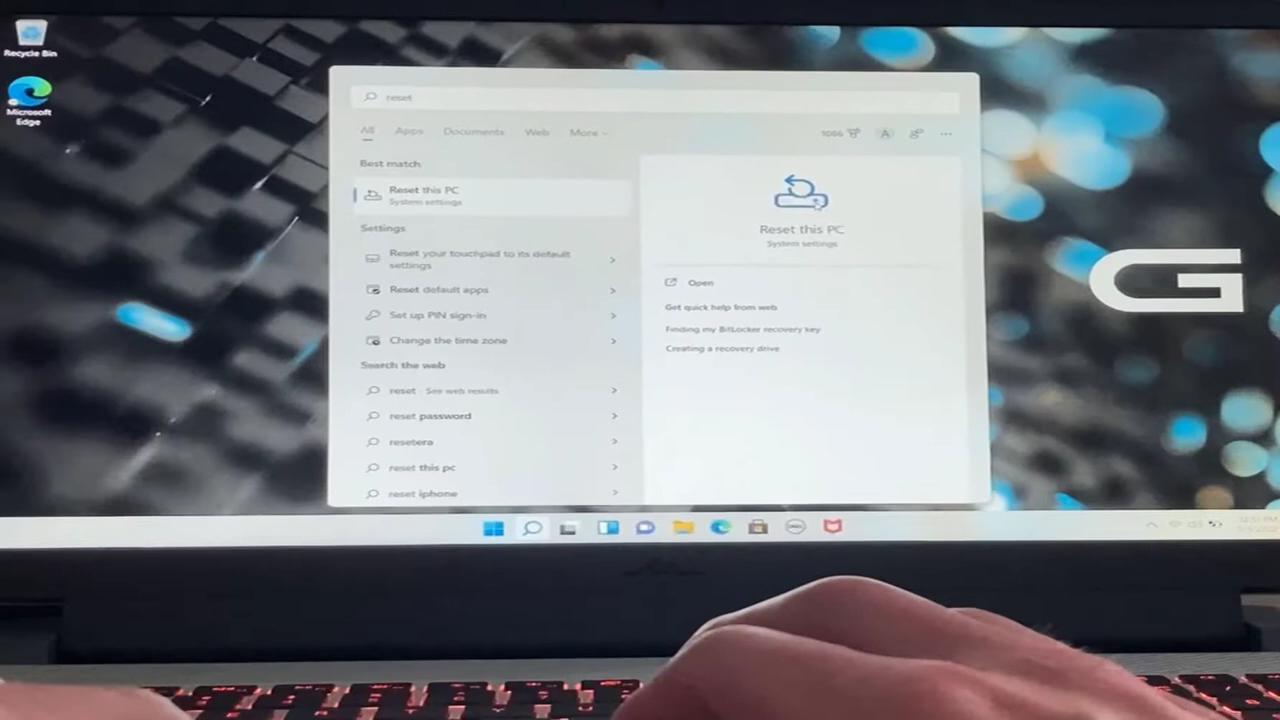 Recycle Bin
Microsoft
Edge
reset
All Apps Documents Web More
1086
A
Best match
Reset this PC
System settings
Settings
Reset your touchpad to its default
settings
Reset default apps
Set up PIN sign-in
Change the time zone
Search the web
reset - See web results
reset password
resetera
reset this pc
reset iphone
Reset this PC
System settings
Open
Get quick help from web
Finding my BitLocker recovery key
Creating a recovery drive
G